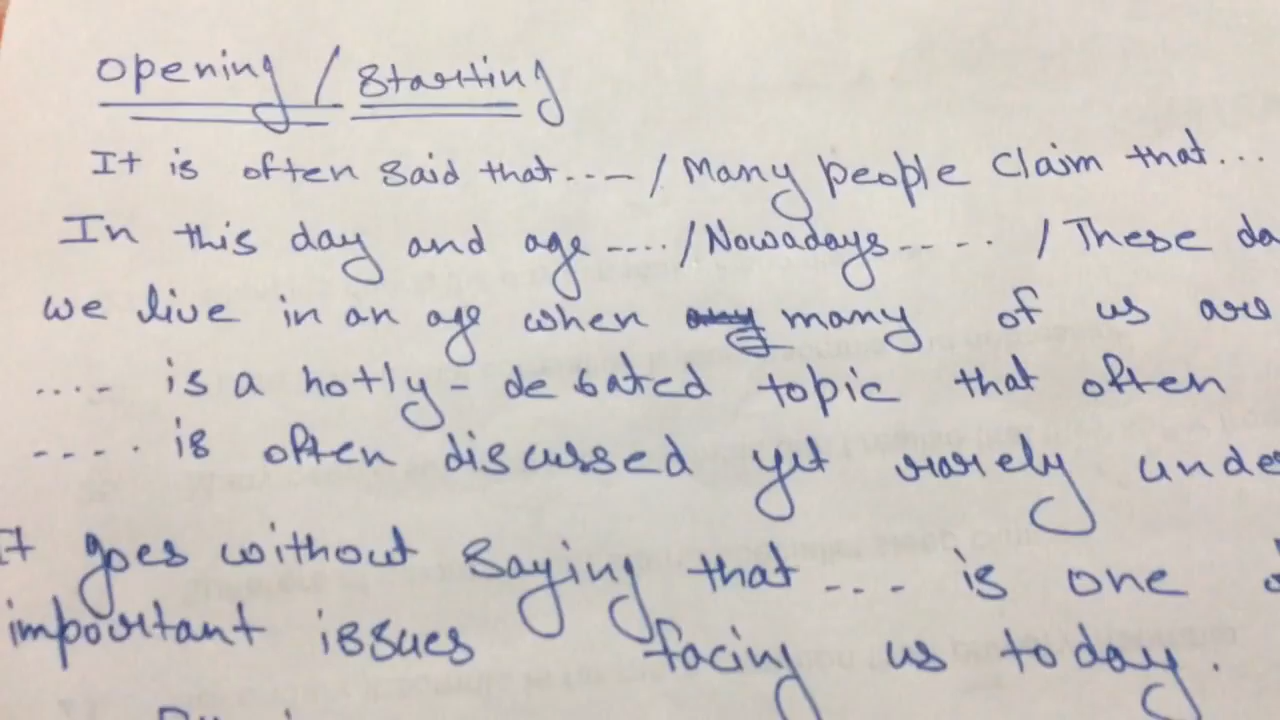 Opening / Starting
It is often said that...- / Many people claim that...
In this day and age -.... / Nowadays..-.. / These da
we live in an age when many of us are
...- is a hotly-debated topic that often
----. is often discussed yet rarely unde
It goes without saying that ... is one o
important issues facing us today.